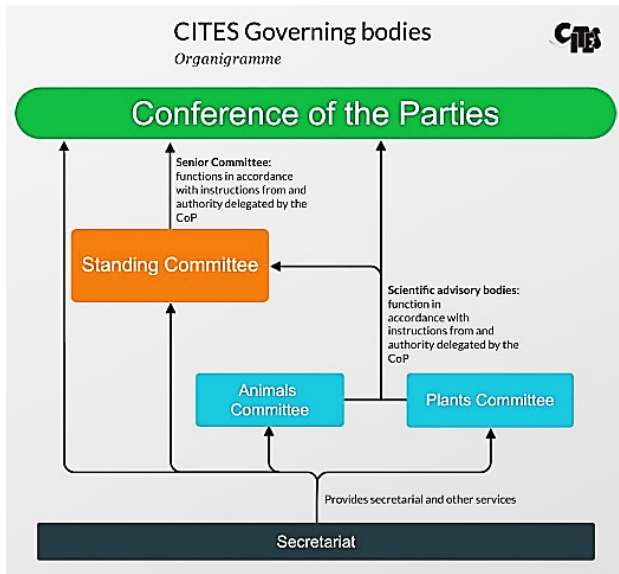 CITES Governing bodies
Organigramme
CITES
Conference of the Parties
Senior Committee:
functions in accordance
with instructions from and
authority delegated by the
CoP
Standing Committee
Scientific advisory bodies:
function in
accordance with
instructions from and
authority delegated by the
CoP
Animals
Committee
Plants Committee
Provides secretarial and other services
Secretariat